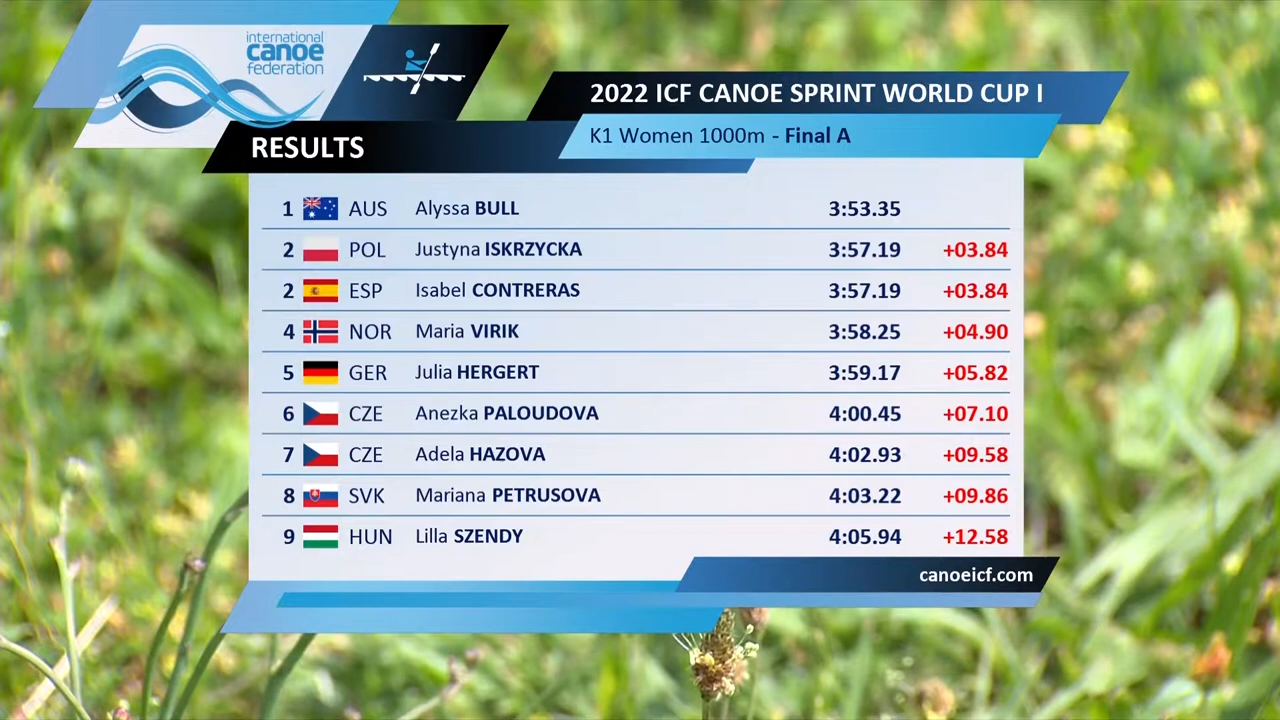 international
canoe
federation
2022 ICF CANOE SPRINT WORLD CUP I
K1 Women 1000m - Final A
RESULTS
1 AUS Alyssa BULL 3:53.35
2 POL Justyna ISKRZYCKA 3:57.19 +03.84
2 ESP Isabel CONTRERAS 3:57.19 +03.84
4 NOR Maria VIRIK 3:58.25 +04.90
5 GER Julia HERGERT 3:59.17 +05.82
6 CZE Anezka PALOUDOVA 4:00.45 +07.10
7 CZE Adela HAZOVA 4:02.93 +09.58
8 SVK Mariana PETRUSOVA 4:03.22 +09.86
9 HUN Lilla SZENDY 4:05.94 +12.58
canoeicf.com